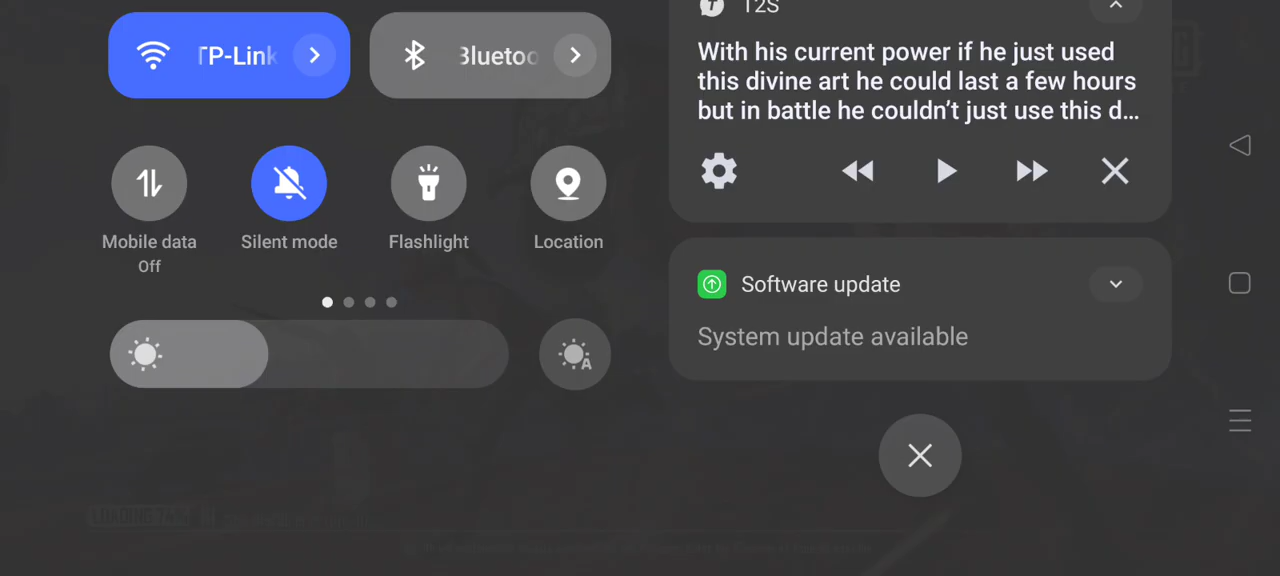 TP-Link
Bluetoo
Mobile data
Off
Silent mode
Flashlight
Location
T2S
With his current power if he just used
this divine art he could last a few hours
but in battle he couldn’t just use this d...
Software update
System update available
LOADING 74%